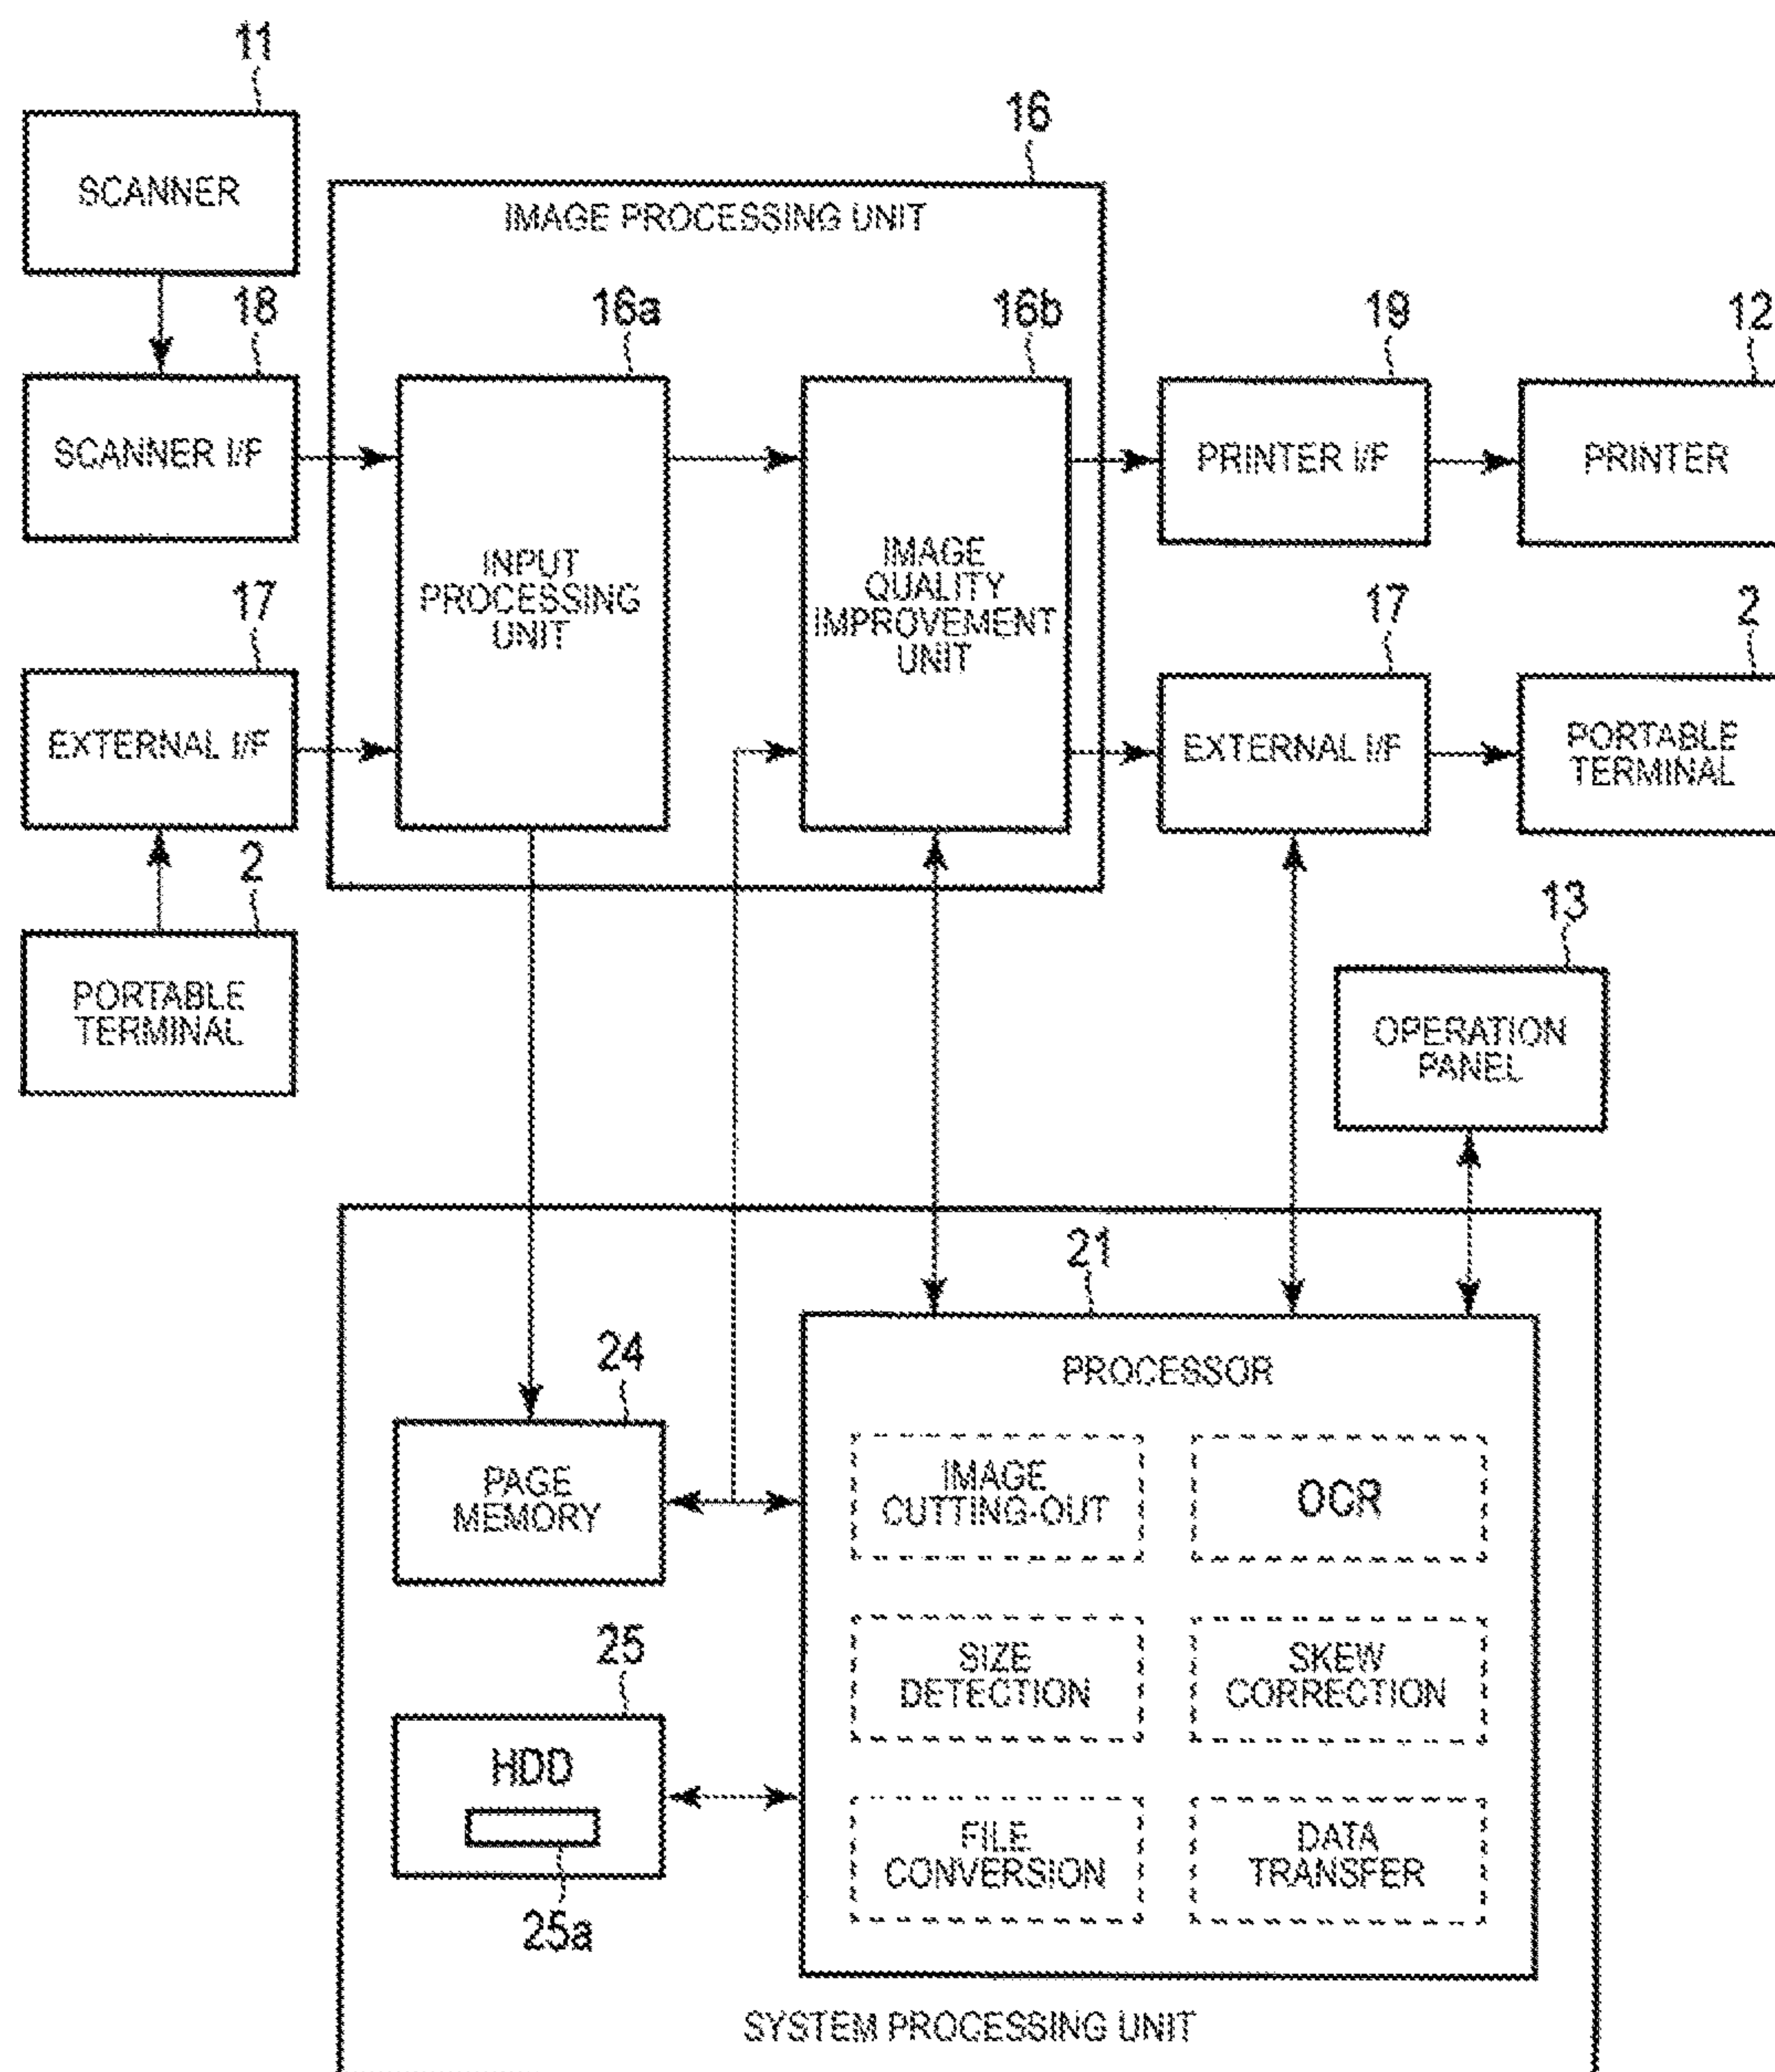 11
SCANNER
16
IMAGE PROCESSING UNIT
18
16a
16b
19
12
SCANNER I/F
PRINTER I/F
PRINTER
INPUT
PROCESSING
UNIT
IMAGE
QUALITY
IMPROVEMENT
UNIT
17
17
2
EXTERNAL I/F
EXTERNAL I/F
PORTABLE
TERMINAL
2
PORTABLE
TERMINAL
13
OPERATION
PANEL
21
PROCESSOR
24
PAGE
MEMORY
IMAGE
CUTTING-OUT
OCR
SIZE
DETECTION
SKEW
CORRECTION
25
HDD
25a
FILE
CONVERSION
DATA
TRANSFER
SYSTEM PROCESSING UNIT